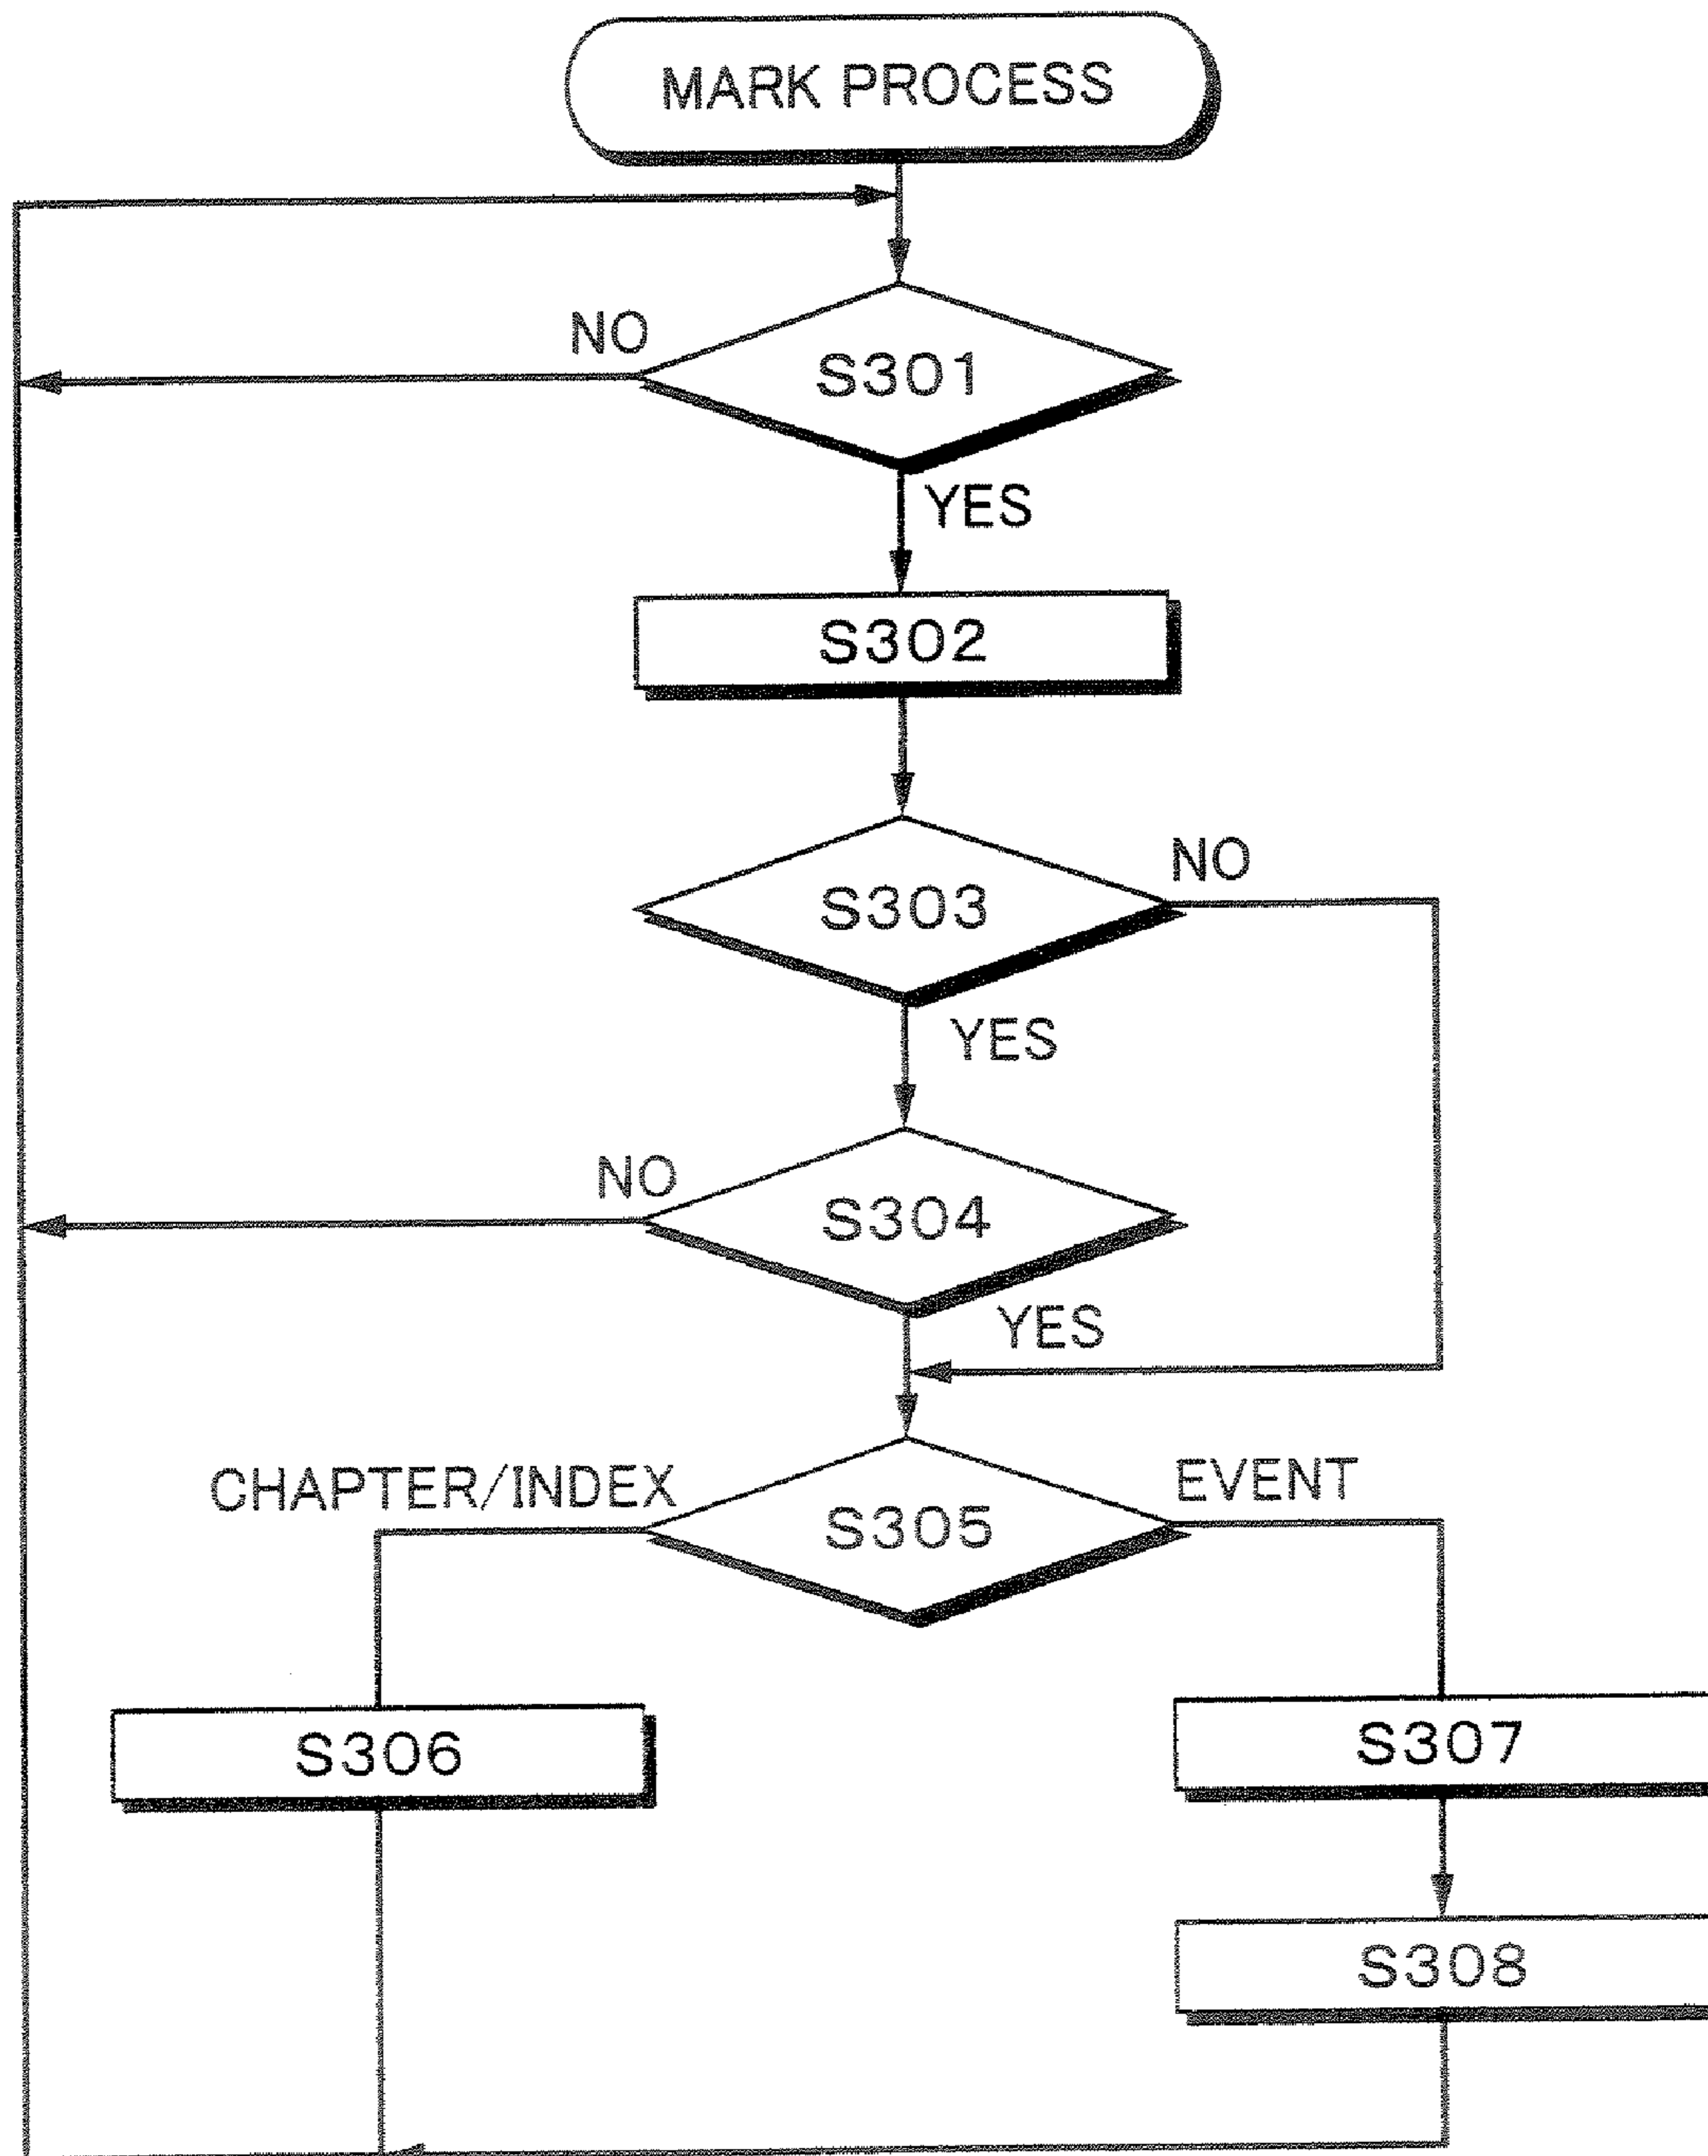 MARK PROCESS
NO
S301
YES
S302
NO
S303
YES
NO
S304
YES
CHAPTER/INDEX
EVENT
S305
S306
S307
S308